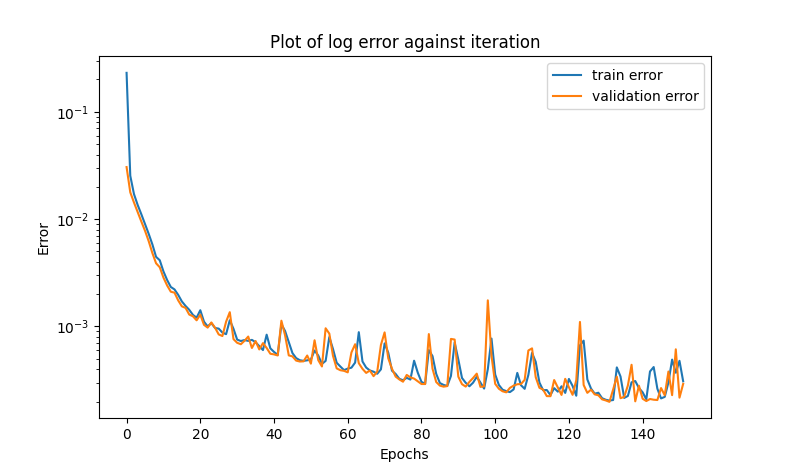 Plot of log error against iteration
train error
validation error
10⁻¹
10⁻²
10⁻³
Error
0 20 40 60 80 100 120 140
Epochs